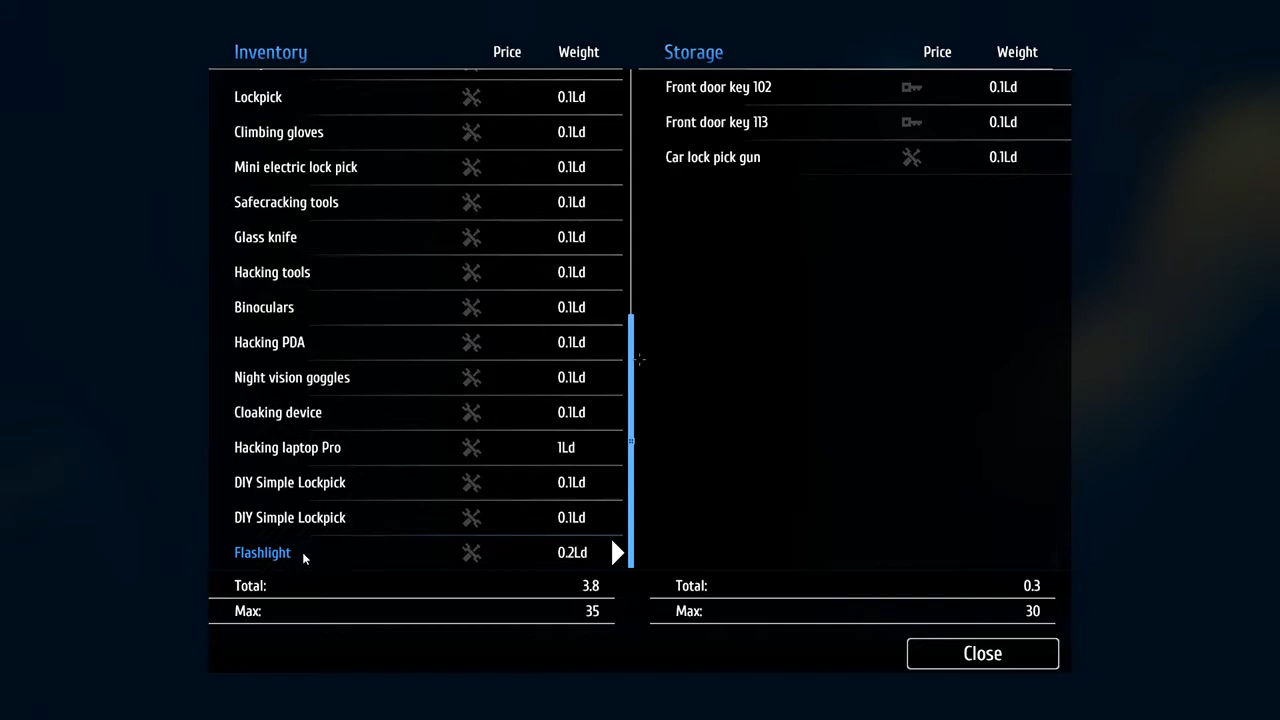 Inventory Price Weight
Lockpick 0.1Ld
Climbing gloves 0.1Ld
Mini electric lock pick 0.1Ld
Safecracking tools 0.1Ld
Glass knife 0.1Ld
Hacking tools 0.1Ld
Binoculars 0.1Ld
Hacking PDA 0.1Ld
Night vision goggles 0.1Ld
Cloaking device 0.1Ld
Hacking laptop Pro 1Ld
DIY Simple Lockpick 0.1Ld
DIY Simple Lockpick 0.1Ld
Flashlight 0.2Ld
Total: 3.8
Max: 35
Storage Price Weight
Front door key 102 0.1Ld
Front door key 113 0.1Ld
Car lock pick gun 0.1Ld
Total: 0.3
Max: 30
Close